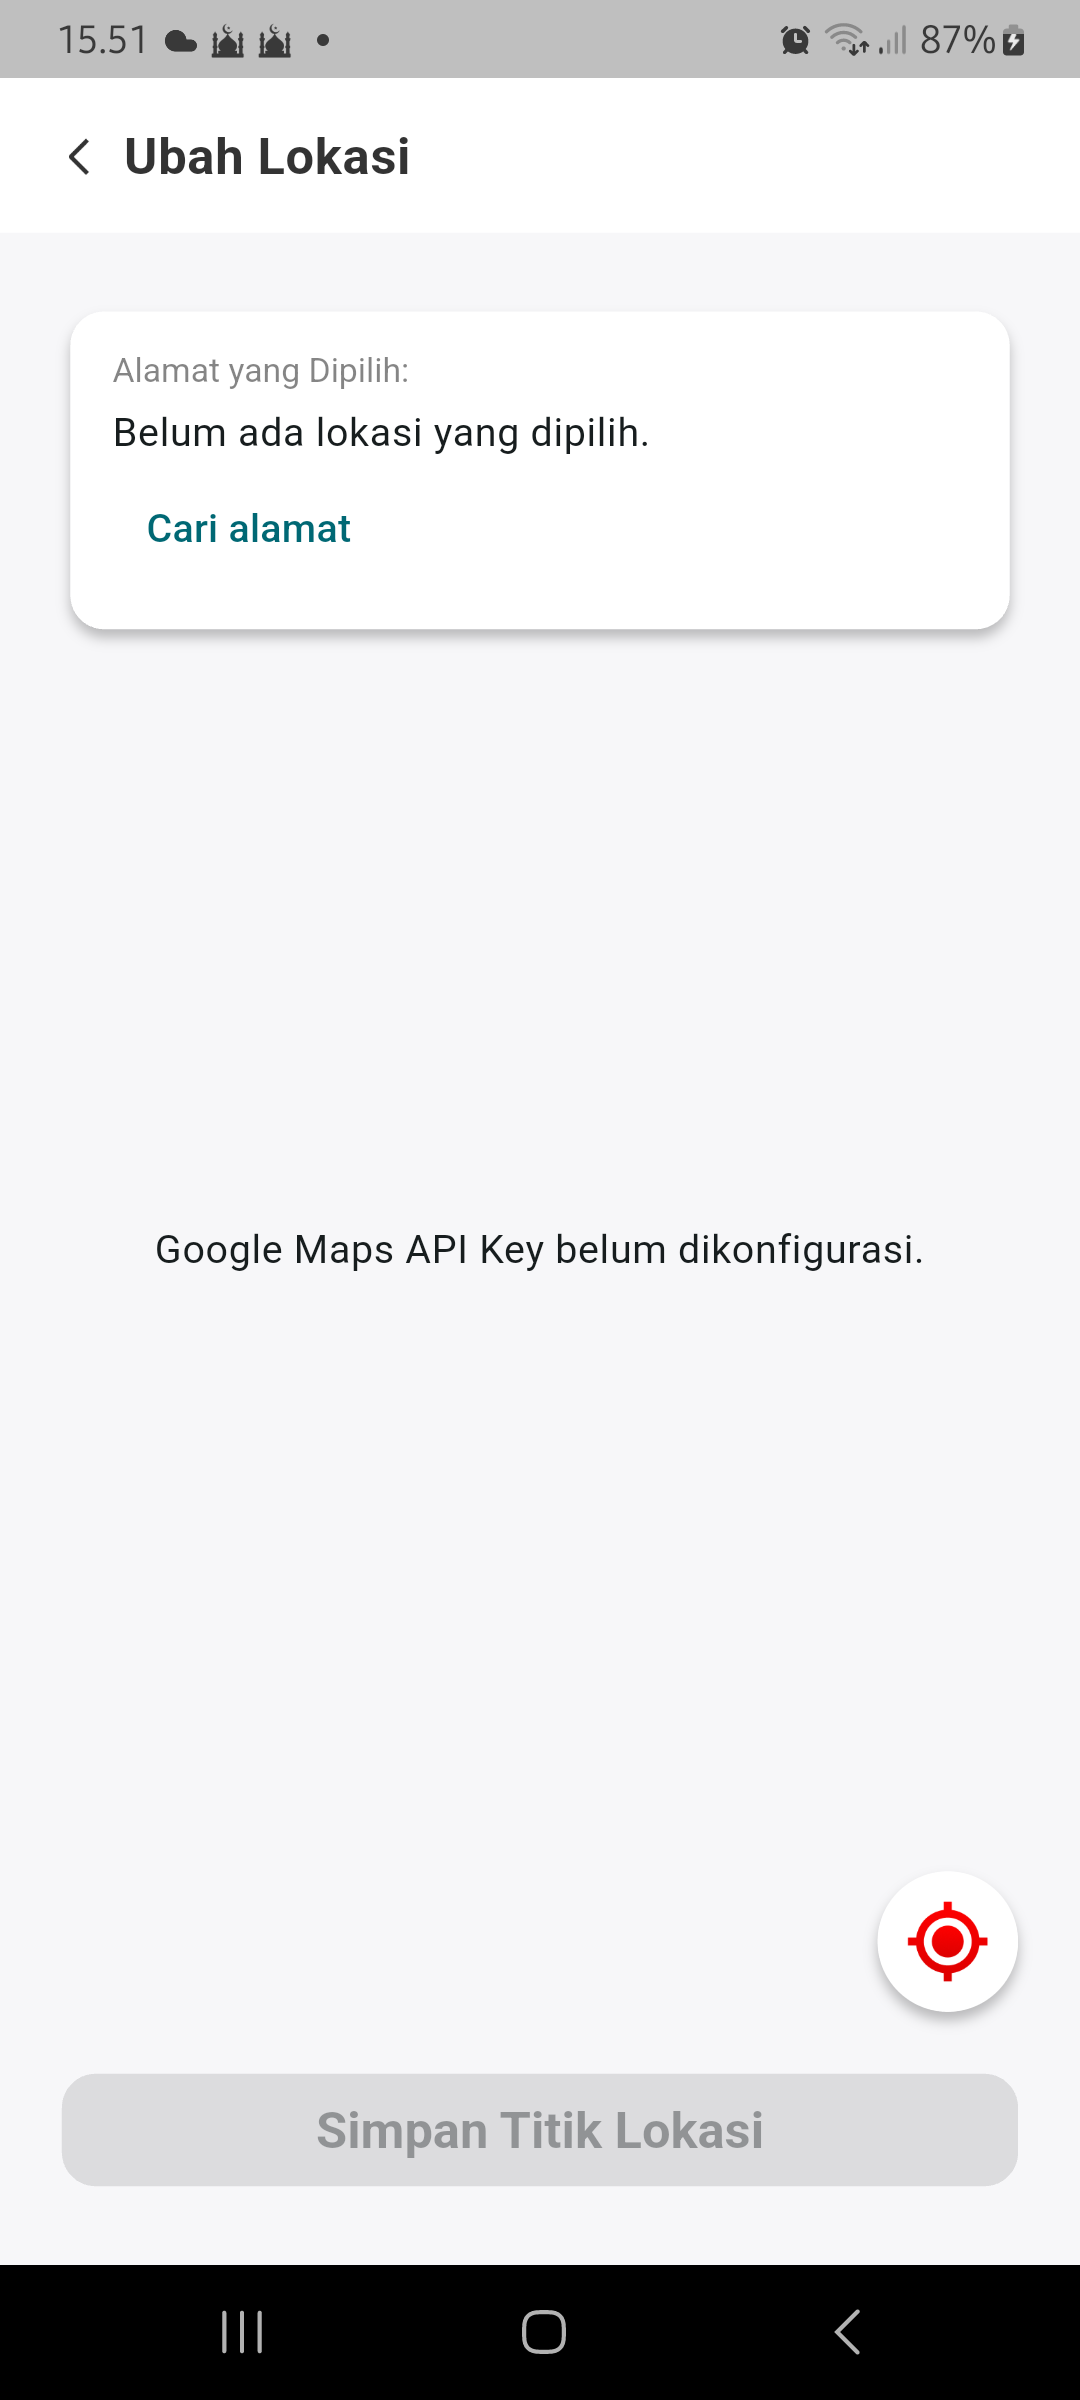 15.51
87%
Ubah Lokasi
Alamat yang Dipilih:
Belum ada lokasi yang dipilih.
Cari alamat
Google Maps API Key belum dikonfigurasi.
Simpan Titik Lokasi